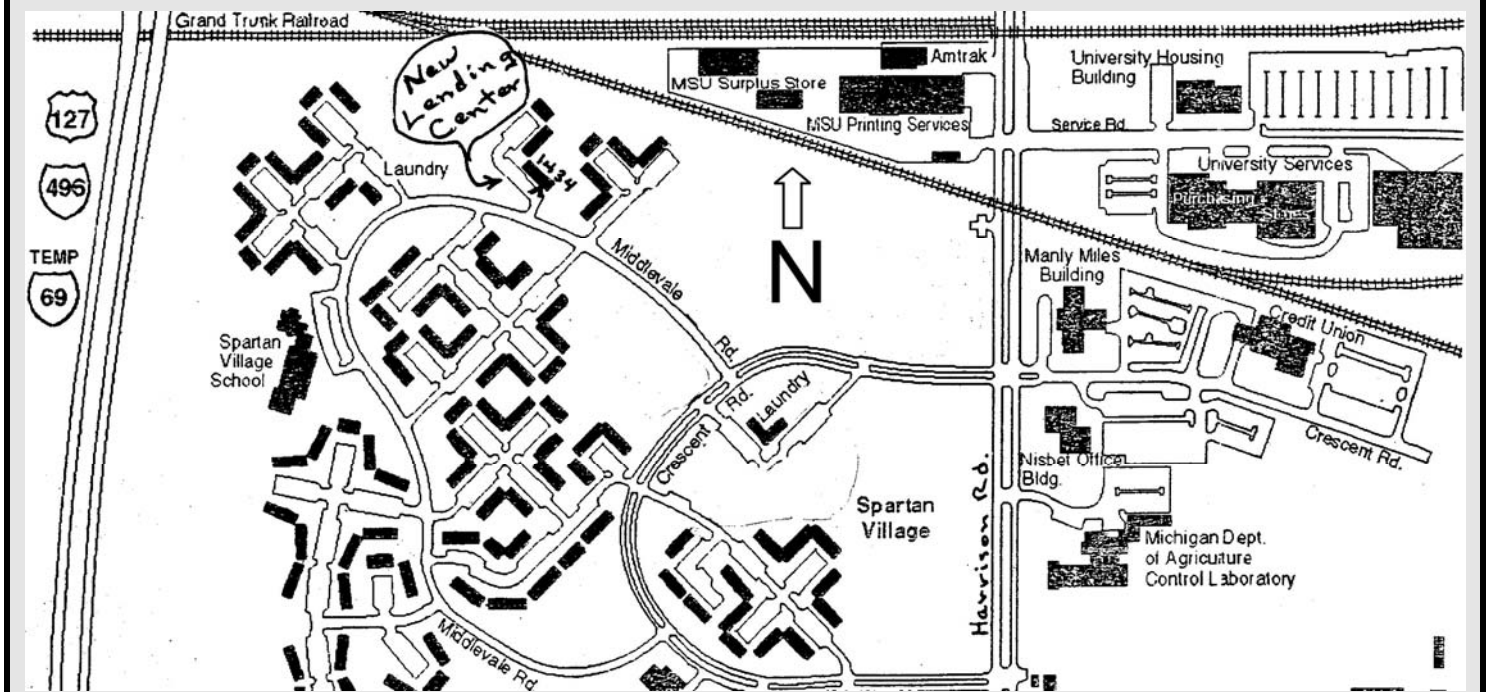 Grand Trunk Railroad
127
496
TEMP
69
New
Lending
Center
Laundry
1434
MSU Surplus Store
Amtrak
MSU Printing Services
University Housing
Building
Service Rd.
University Services
Purchasing
Stores
N
Manly Miles
Building
Credit Union
Middlevale
Rd.
Spartan
Village
School
Laundry
Crescent
Rd.
Crescent Rd.
Nisbet Office
Bldg.
Spartan
Village
Harrison Rd.
Michigan Dept.
of Agriculture
Control Laboratory
Middlevale Rd.